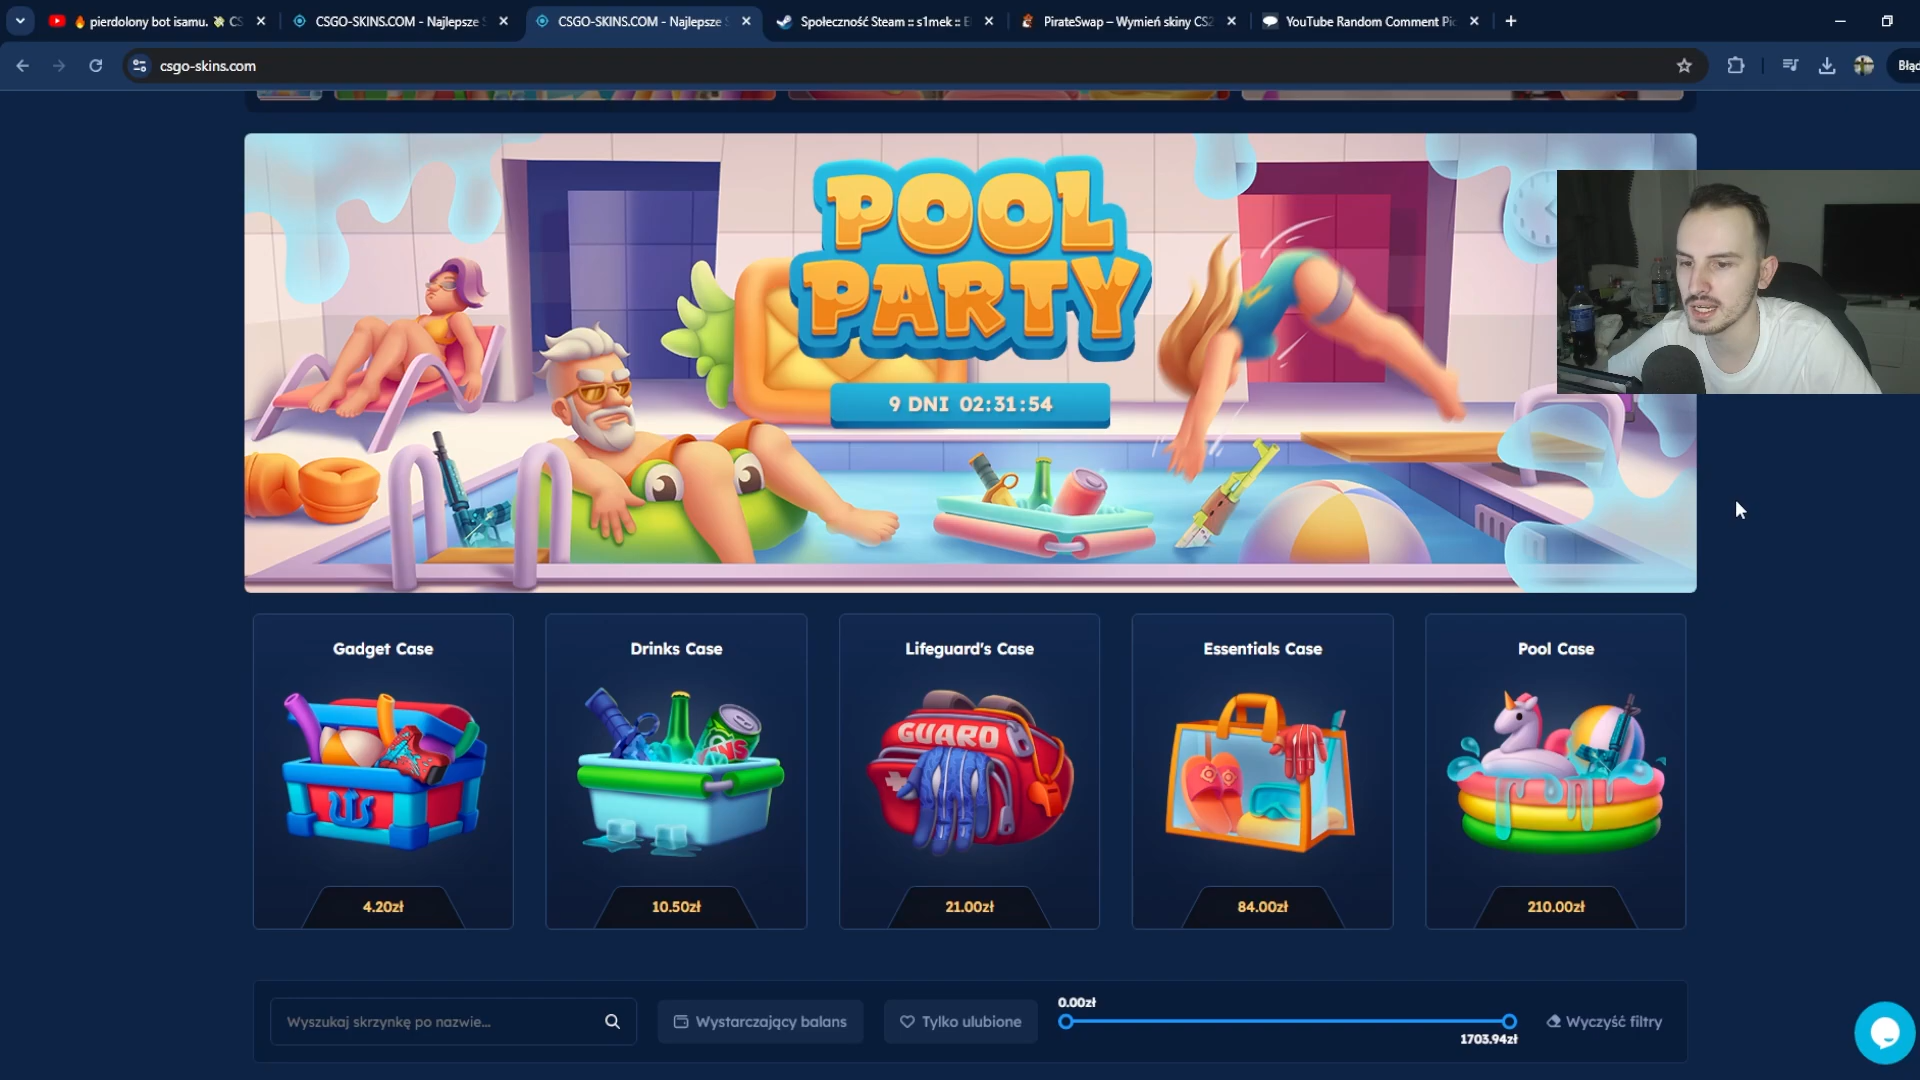 🔥 pierdolony bot isamu. 💸 CS
CSGO-SKINS.COM - Najlepsze S
CSGO-SKINS.COM - Najlepsze S
Społeczność Steam :: s1mek ::
PirateSwap – Wymień skiny CS2
YouTube Random Comment Pic
csgo-skins.com
Błąd
POOL
PARTY
9 DNI 02:31:54
Gadget Case
Drinks Case
Lifeguard's Case
Essentials Case
Pool Case
GUARD
4.20zł
10.50zł
21.00zł
84.00zł
210.00zł
Wyszukaj skrzynkę po nazwie...
Wystarczający balans
Tylko ulubione
0.00zł
1703.94zł
Wyczyść filtry